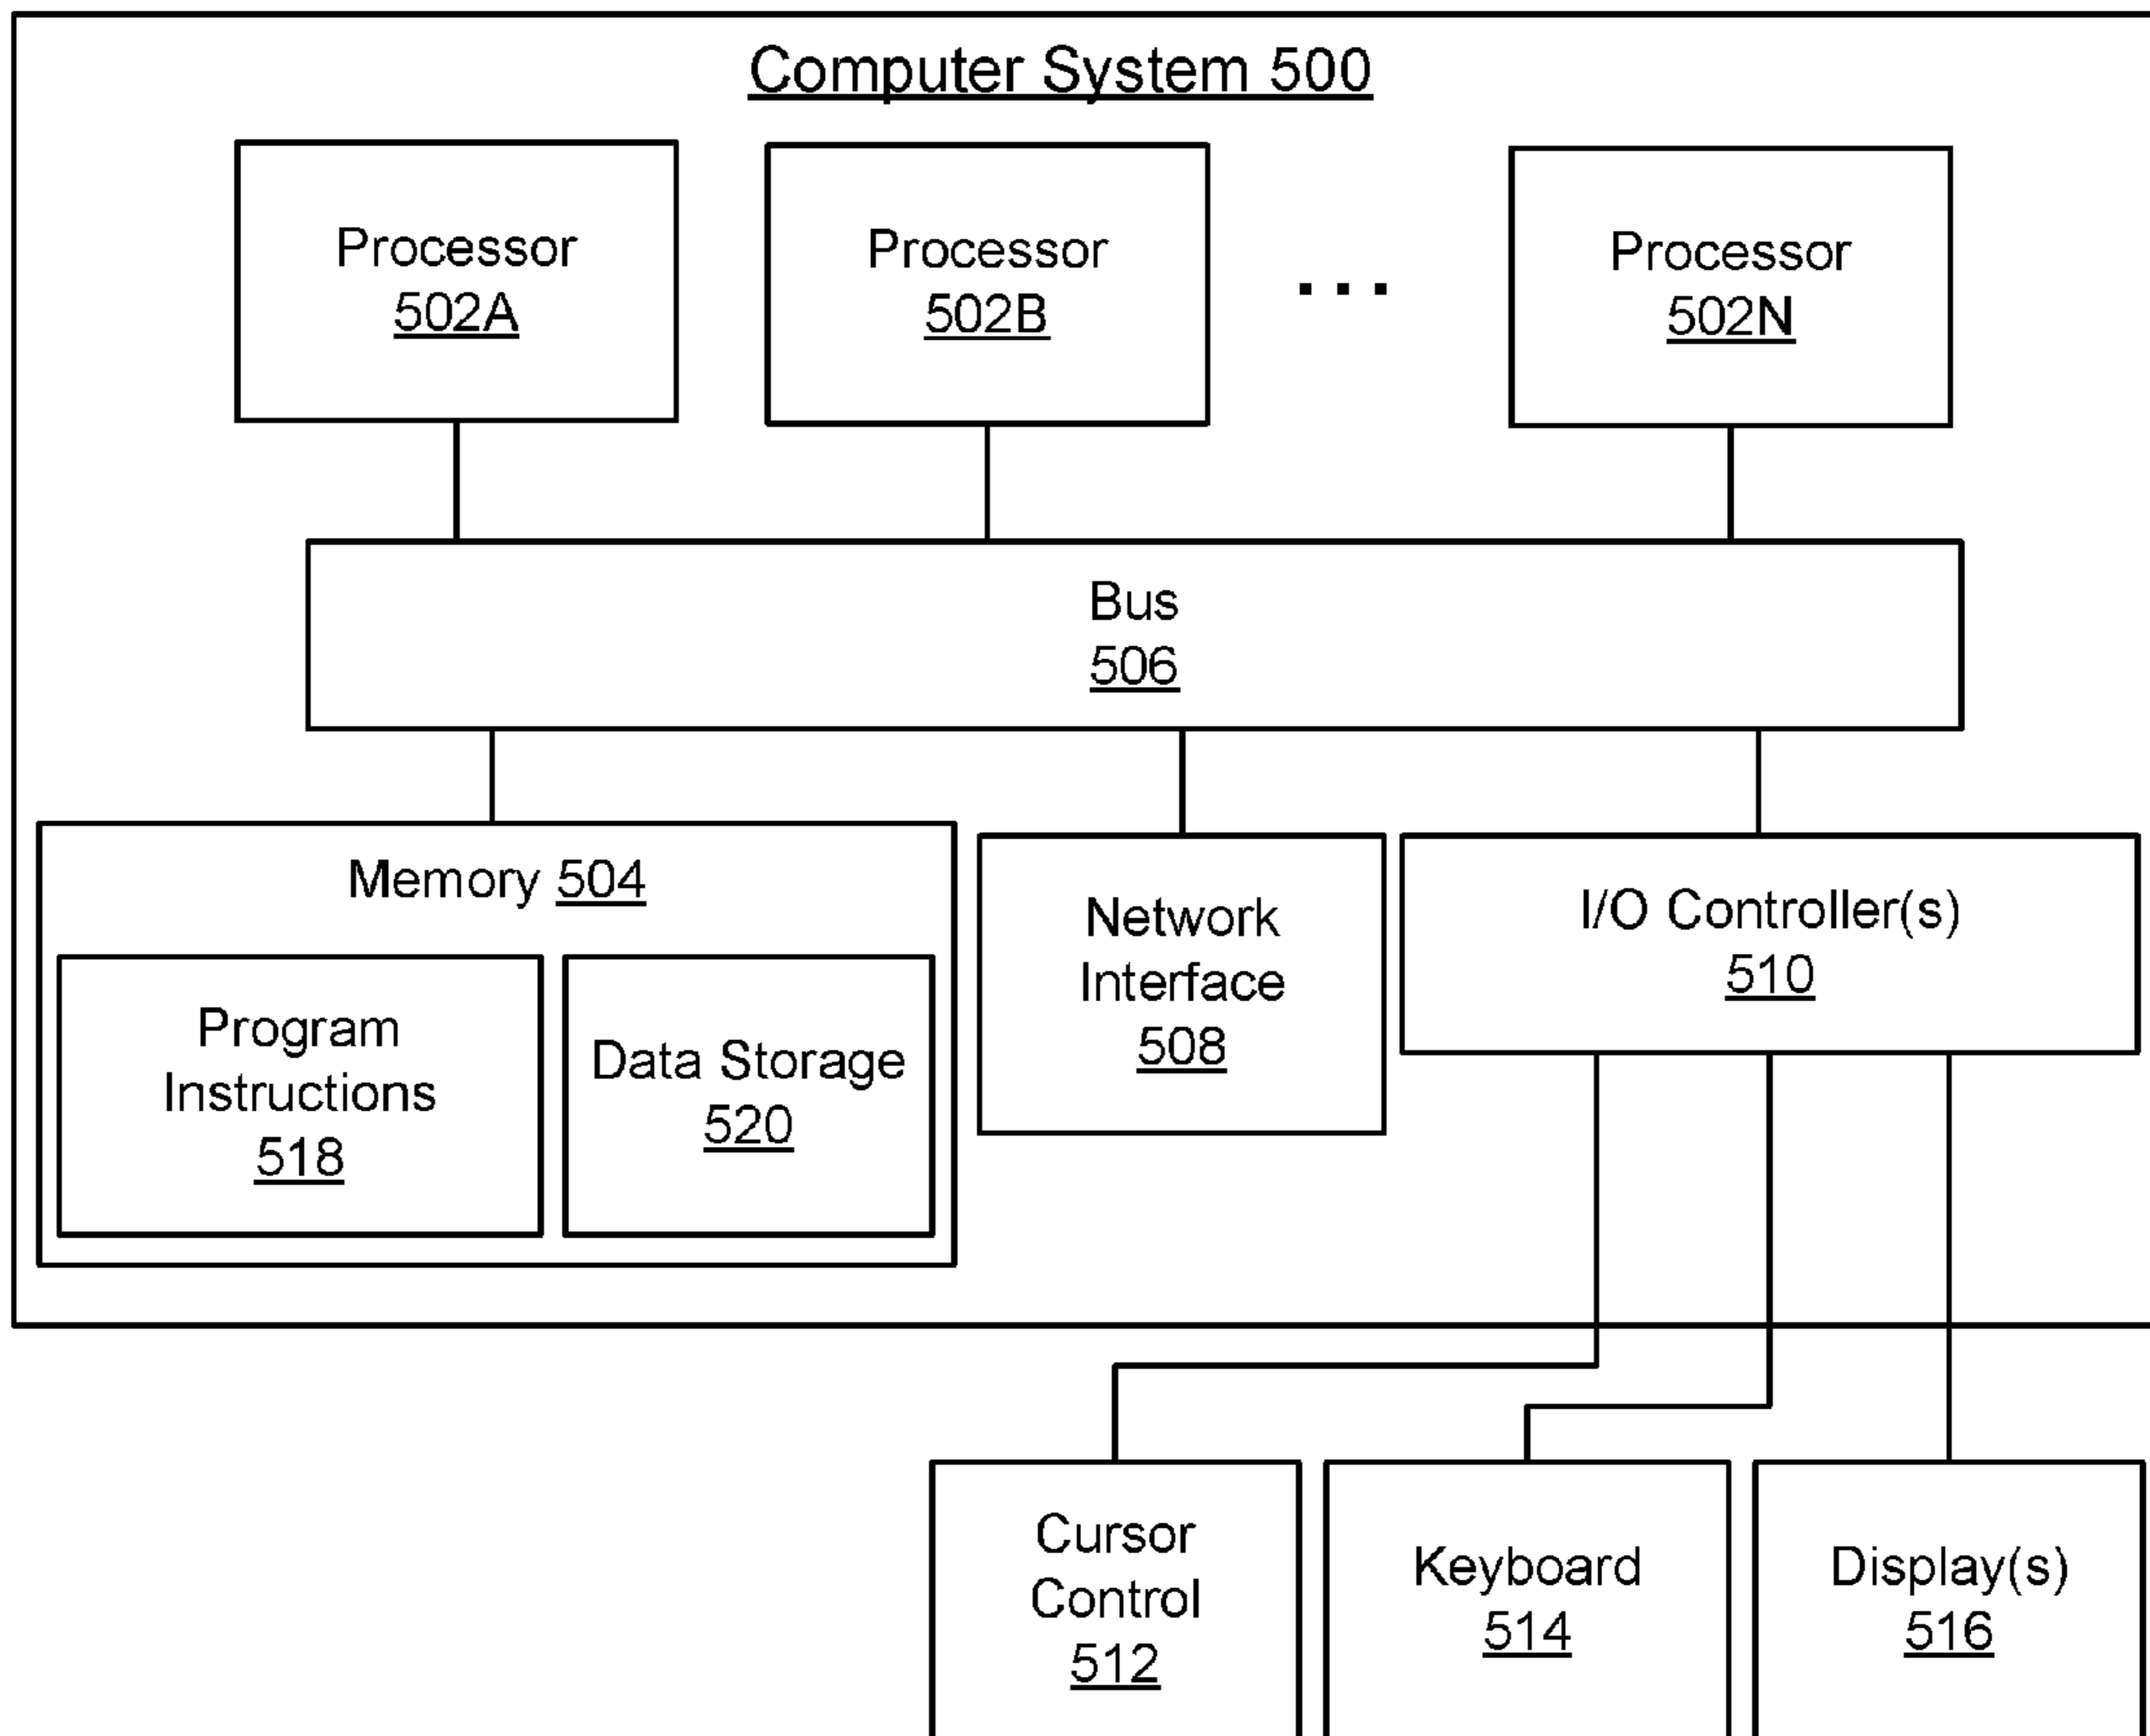 Computer System 500
Processor
502A
Processor
502B
...
Processor
502N
Bus
506
Memory 504
Program
Instructions
518
Data Storage
520
Network
Interface
508
I/O Controller(s)
510
Cursor
Control
512
Keyboard
514
Display(s)
516